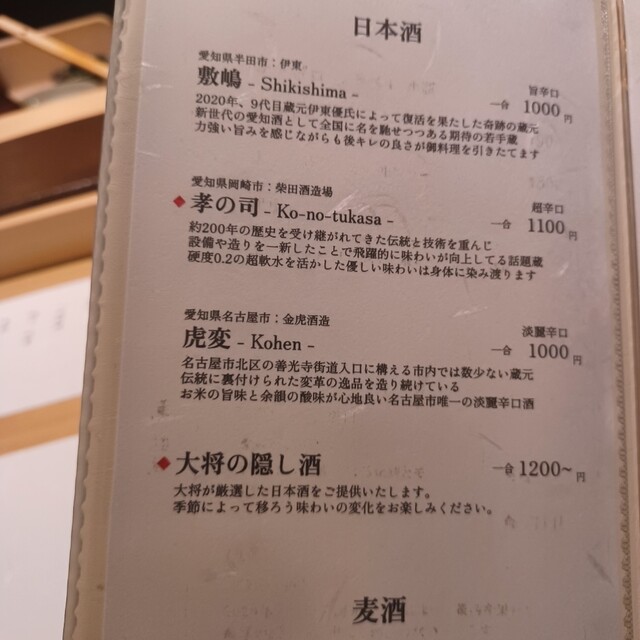 日本酒
愛知県半田市：伊東
敷嶋 - Shikishima -
旨辛口
一合 1000円
2020年、9代目蔵元伊東優氏によって復活を果たした奇跡の蔵元
新世代の愛知酒として全国に名を馳せつつある期待の若手蔵
力強い旨みを感じながらも後キレの良さが御料理を引きたてます
愛知県岡崎市：柴田酒造場
◆孝の司 - Ko-no-tukasa -
超辛口
一合 1100円
約200年の歴史を受け継がれてきた伝統と技術を重んじ
設備や造りを一新したことで飛躍的に味わいが向上してる話題蔵
硬度0.2の超軟水を活かした優しい味わいは身体に染み渡ります
愛知県名古屋市：金虎酒造
虎変 - Kohen -
淡麗辛口
一合 1000円
名古屋市北区の善光寺街道入口に構える市内では数少ない蔵元
伝統に裏付けられた変革の逸品を造り続けている
お米の旨味と余韻の酸味が心地良い名古屋市唯一の淡麗辛口酒
◆大将の隠し酒
一合 1200~円
大将が厳選した日本酒をご提供いたします。
季節によって移ろう味わいの変化をお楽しみください。
麦酒